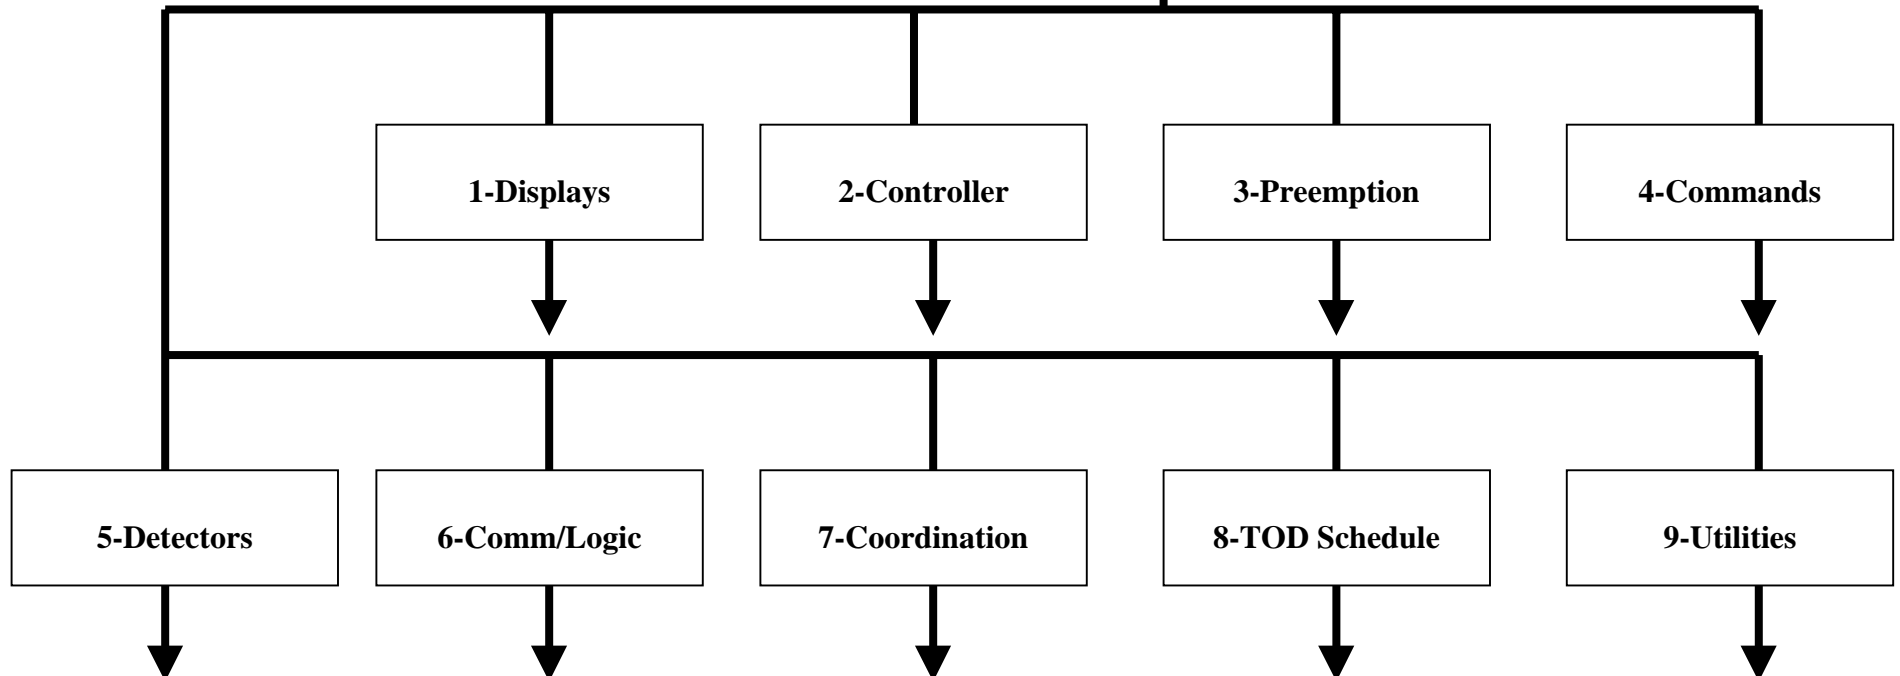 1-Displays
2-Controller
3-Preemption
4-Commands
5-Detectors
6-Comm/Logic
7-Coordination
8-TOD Schedule
9-Utilities